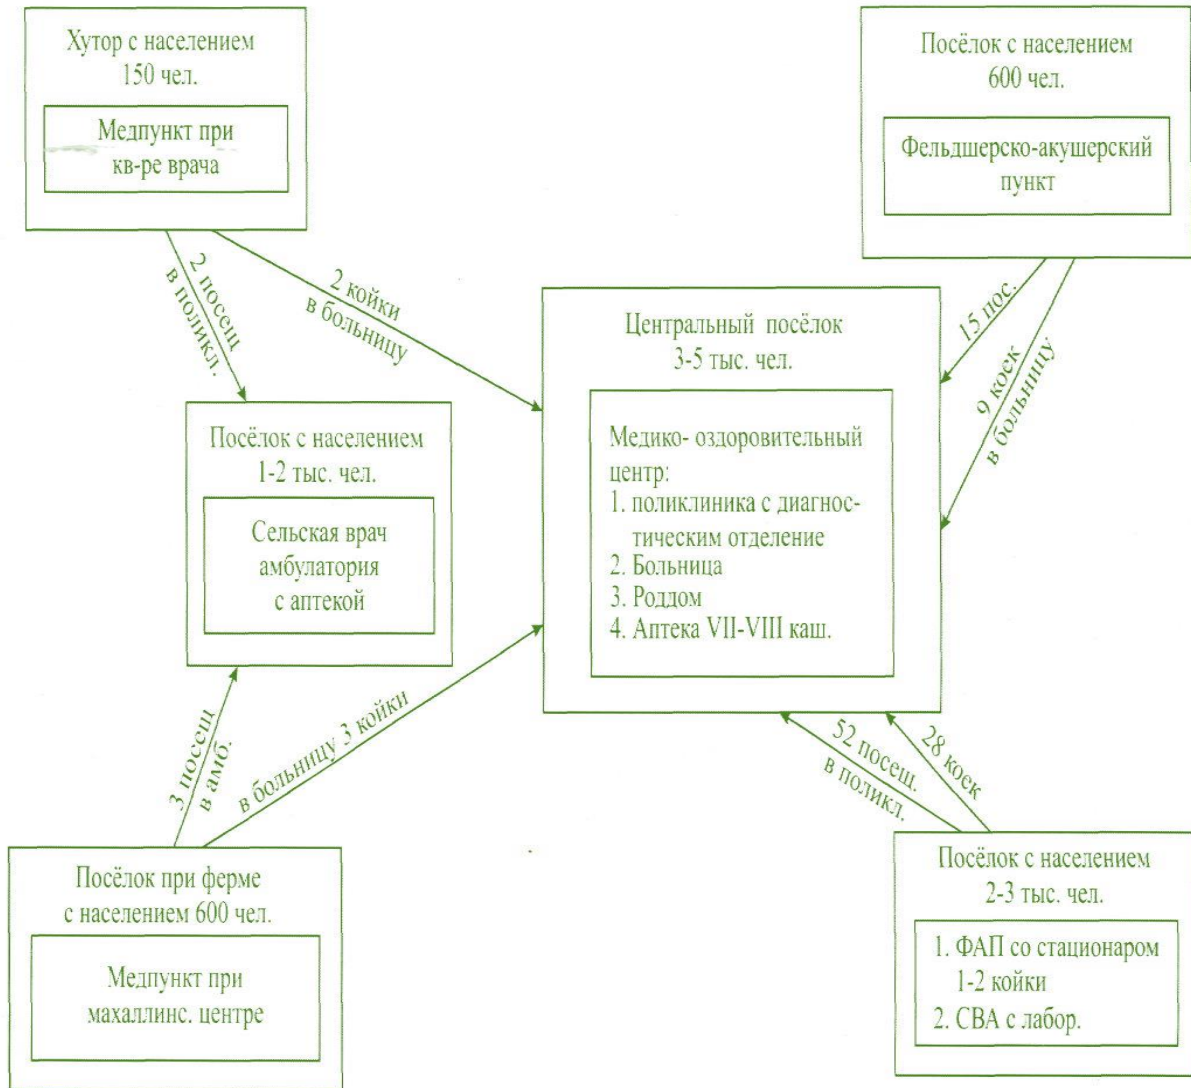 Хутор с населением
150 чел.
Медпункт при
кв-ре врача
Посёлок с населением
600 чел.
Фельдшерско-акушерский
пункт
2 посещ
в поликл.
2 койки
в больницу
15 пос.
9 коек
в больницу
Центральный посёлок
3-5 тыс. чел.
Медико- оздоровительный
центр:
1. поликлиника с диагнос-
тическим отделение
2. Больница
3. Роддом
4. Аптека VII-VIII каш.
Посёлок с населением
1-2 тыс. чел.
Сельская врач
амбулатория
с аптекой
3 посещ
в амб.
в больницу 3 койки
52 посещ.
в поликл.
28 коек
Посёлок при ферме
с населением 600 чел.
Медпункт при
махаллинс. центре
Посёлок с населением
2-3 тыс. чел.
1. ФАП со стационаром
1-2 койки
2. СВА с лабор.